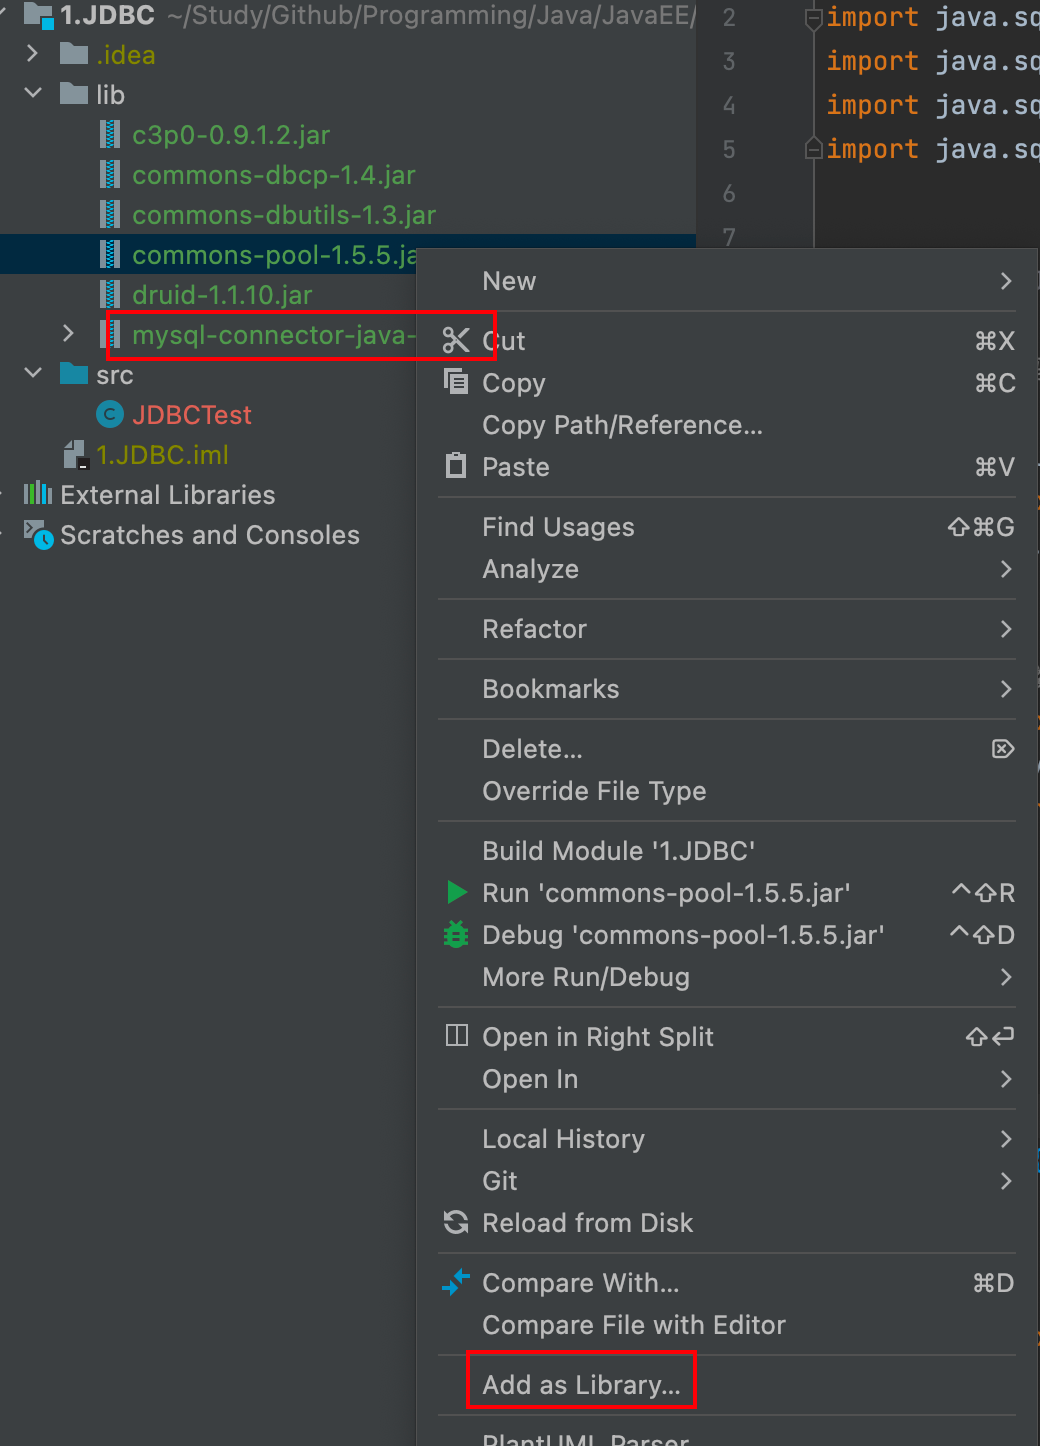 1.JDBC ~/Study/Github/Programming/Java/JavaEE/
.idea
lib
c3p0-0.9.1.2.jar
commons-dbcp-1.4.jar
commons-dbutils-1.3.jar
commons-pool-1.5.5.ja
druid-1.1.10.jar
mysql-connector-java-
src
JDBCTest
1.JDBC.iml
External Libraries
Scratches and Consoles
2 import java.sq
3 import java.sq
4 import java.sq
5 import java.sq
6
7
New
Cut ⌘X
Copy ⌘C
Copy Path/Reference...
Paste ⌘V
Find Usages ⇧⌘G
Analyze
Refactor
Bookmarks
Delete...
Override File Type
Build Module '1.JDBC'
Run 'commons-pool-1.5.5.jar' ^⇧R
Debug 'commons-pool-1.5.5.jar' ^⇧D
More Run/Debug
Open in Right Split ⇧↩
Open In
Local History
Git
Reload from Disk
Compare With... ⌘D
Compare File with Editor
Add as Library...
PlantUML Parser